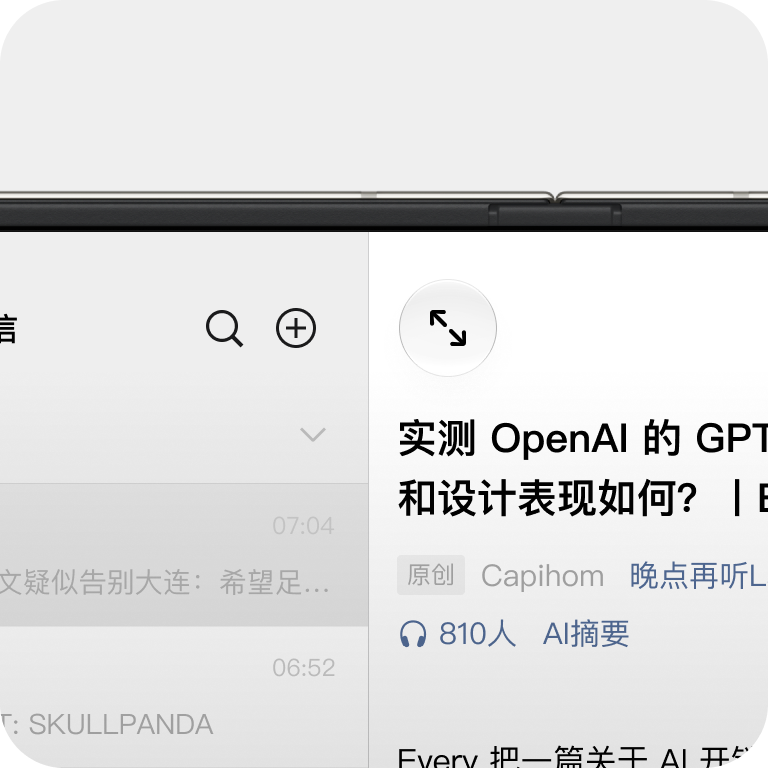 信
07:04
文疑似告别大连：希望足...
06:52
T: SKULLPANDA
实测 OpenAI 的 GPT
和设计表现如何？｜E
原创 Capihom 晚点再听L
810人 AI摘要
Every 把一篇关于 AI 开